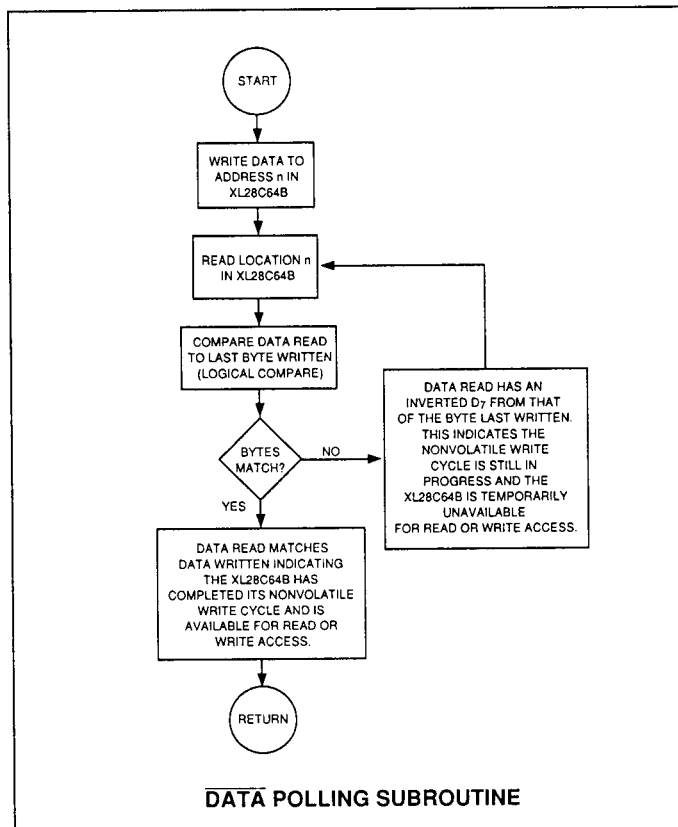 START
WRITE DATA TO
ADDRESS n IN
XL28C64B
READ LOCATION n
IN XL28C64B
COMPARE DATA READ
TO LAST BYTE WRITTEN
(LOGICAL COMPARE)
BYTES
MATCH?
NO
YES
DATA READ HAS AN
INVERTED D7 FROM THAT
OF THE BYTE LAST WRITTEN.
THIS INDICATES THE
NONVOLATILE WRITE
CYCLE IS STILL IN
PROGRESS AND THE
XL28C64B IS TEMPORARILY
UNAVAILABLE
FOR READ OR WRITE ACCESS.
DATA READ MATCHES
DATA WRITTEN INDICATING
THE XL28C64B HAS
COMPLETED ITS NONVOLATILE
WRITE CYCLE AND IS
AVAILABLE FOR READ OR
WRITE ACCESS.
RETURN
DATA POLLING SUBROUTINE